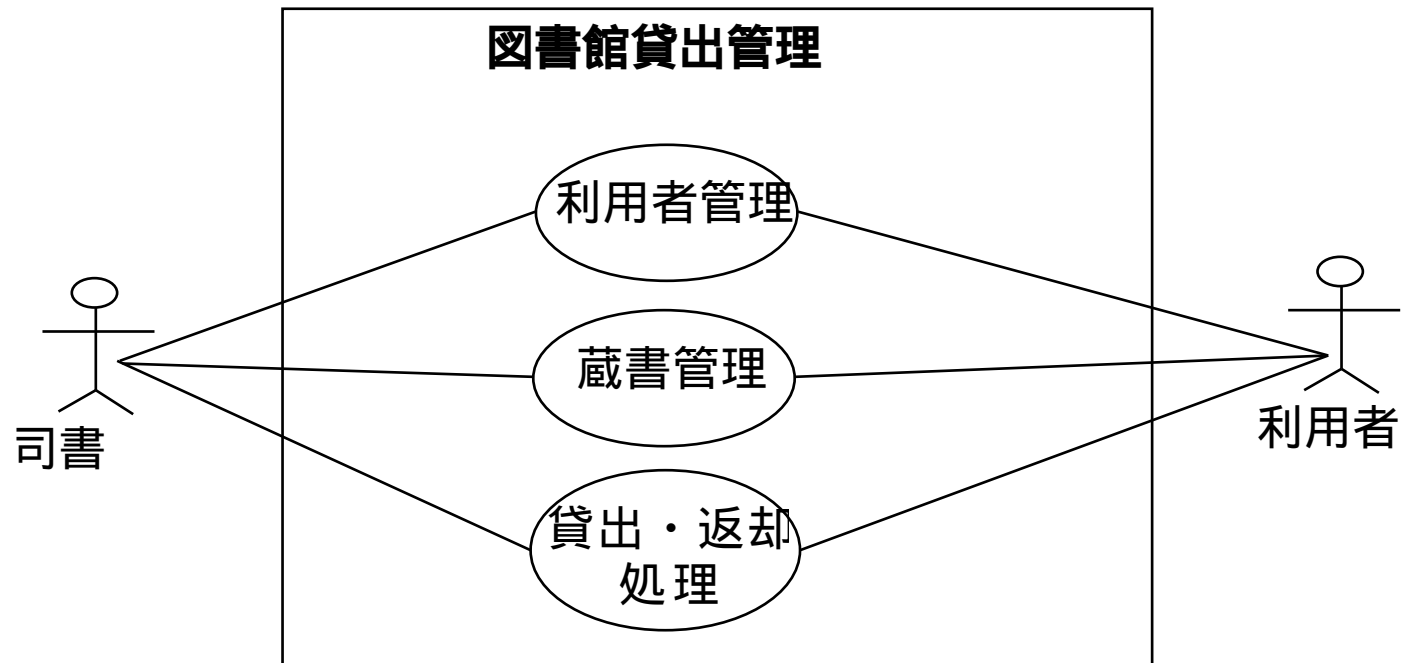 図書館貸出管理
利用者管理
蔵書管理
貸出・返却
処理
司書
利用者